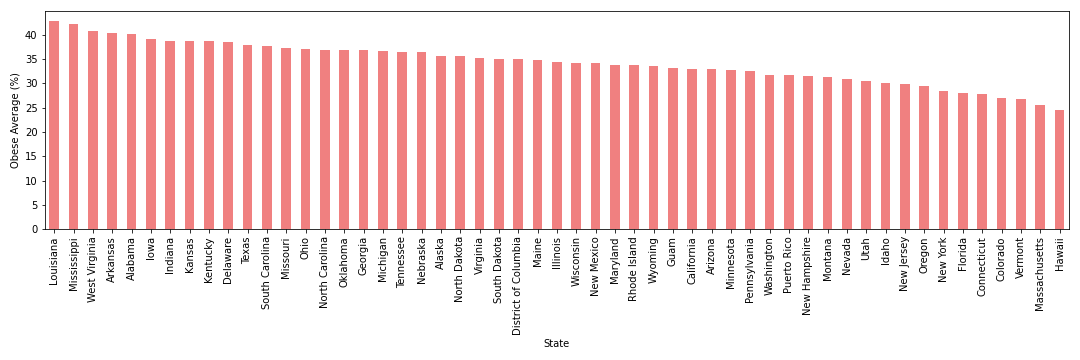 Obese Average (%)
40
35
30
25
20
15
10
5
0
Louisiana
Mississippi
West Virginia
Arkansas
Alabama
Iowa
Indiana
Kansas
Kentucky
Delaware
Texas
South Carolina
Missouri
Ohio
North Carolina
Oklahoma
Georgia
Michigan
Tennessee
Nebraska
Alaska
North Dakota
Virginia
South Dakota
District of Columbia
Maine
Illinois
Wisconsin
New Mexico
Maryland
Rhode Island
Wyoming
Guam
California
Arizona
Minnesota
Pennsylvania
Washington
Puerto Rico
New Hampshire
Montana
Nevada
Utah
Idaho
New Jersey
Oregon
New York
Florida
Connecticut
Colorado
Vermont
Massachusetts
Hawaii
State